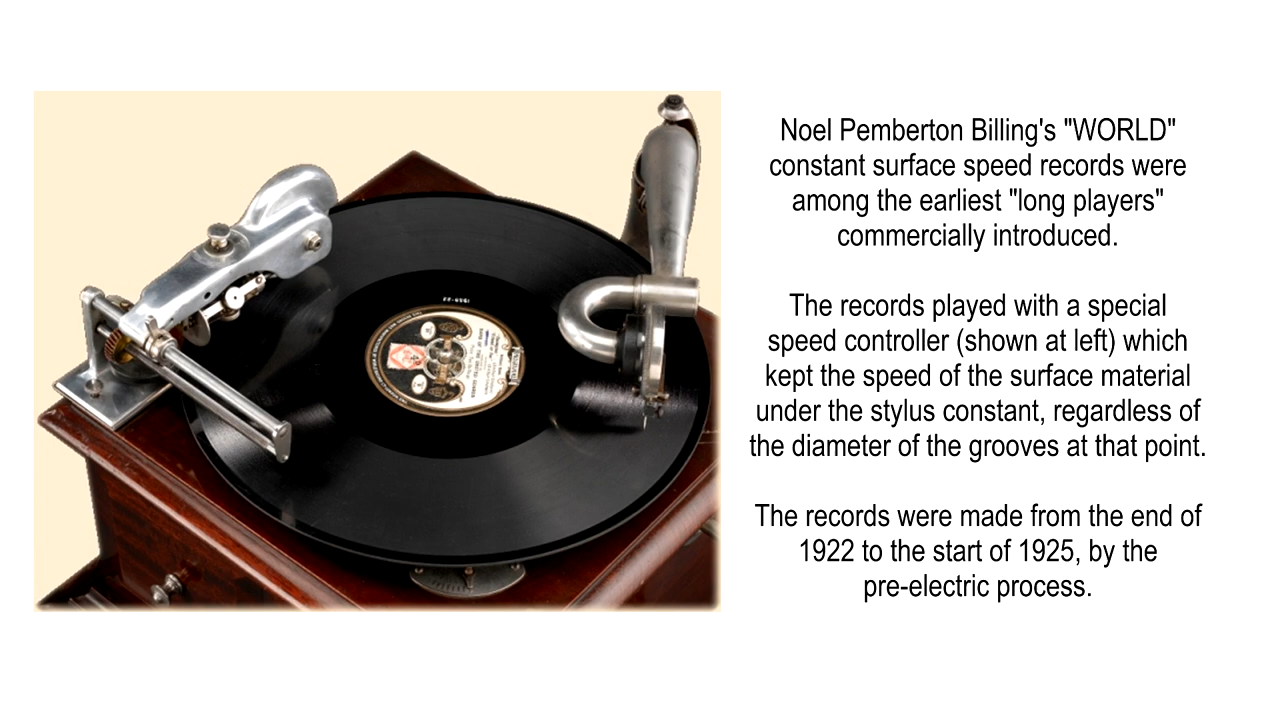 Noel Pemberton Billing's "WORLD"
constant surface speed records were
among the earliest "long players"
commercially introduced.
The records played with a special
speed controller (shown at left) which
kept the speed of the surface material
under the stylus constant, regardless of
the diameter of the grooves at that point.
The records were made from the end of
1922 to the start of 1925, by the
pre-electric process.